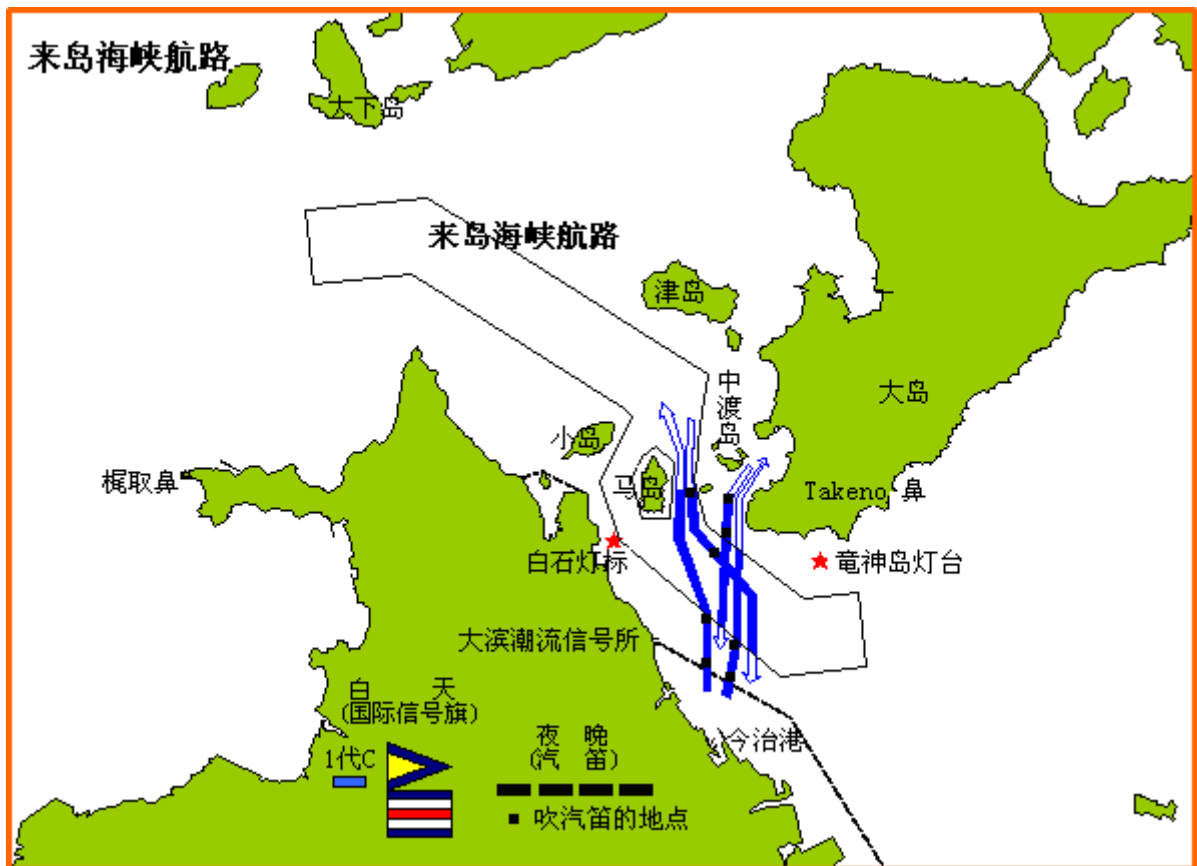 来岛海峡航路
大下岛
来岛海峡航路
津岛
中渡岛
大岛
小岛
马岛
梶取鼻
Takeno 鼻
白石灯标
竜神岛灯台
大滨潮流信号所
白 天
(国际信号旗)
夜 晚
(汽 笛)
今治港
1代C
吹汽笛的地点